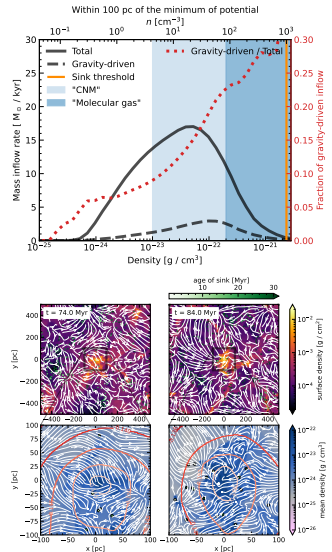 Within 100 pc of the minimum of potential
n [cm⁻³]
10⁻¹ 10⁰ 10¹ 10² 10³
Mass inflow rate [ M☉ / kyr]
30 25 20 15 10 5 0
Total
Gravity-driven
Sink threshold
"CNM"
"Molecular gas"
Gravity-driven / Total
0.30 0.25 0.20 0.15 0.10 0.05 0.00
Fraction of gravity-driven inflow
10⁻²⁵ 10⁻²⁴ 10⁻²³ 10⁻²² 10⁻²¹
Density [g / cm³]
age of sink [Myr]
10 20 30
t = 74.0 Myr
t = 84.0 Myr
y [pc]
400 200 0 −200 −400
−400 −200 0 200 400
−400 −200 0 200 400
10⁻² 10⁻³ 10⁻⁴
surface density [g / cm²]
y [pc]
100 75 50 25 0 −25 −50 −75 −100
−100 −50 0 50 100
x [pc]
−100 −50 0 50 100
x [pc]
10⁻²² 10⁻²³ 10⁻²⁴ 10⁻²⁵ 10⁻²⁶
mean density [g / cm³]